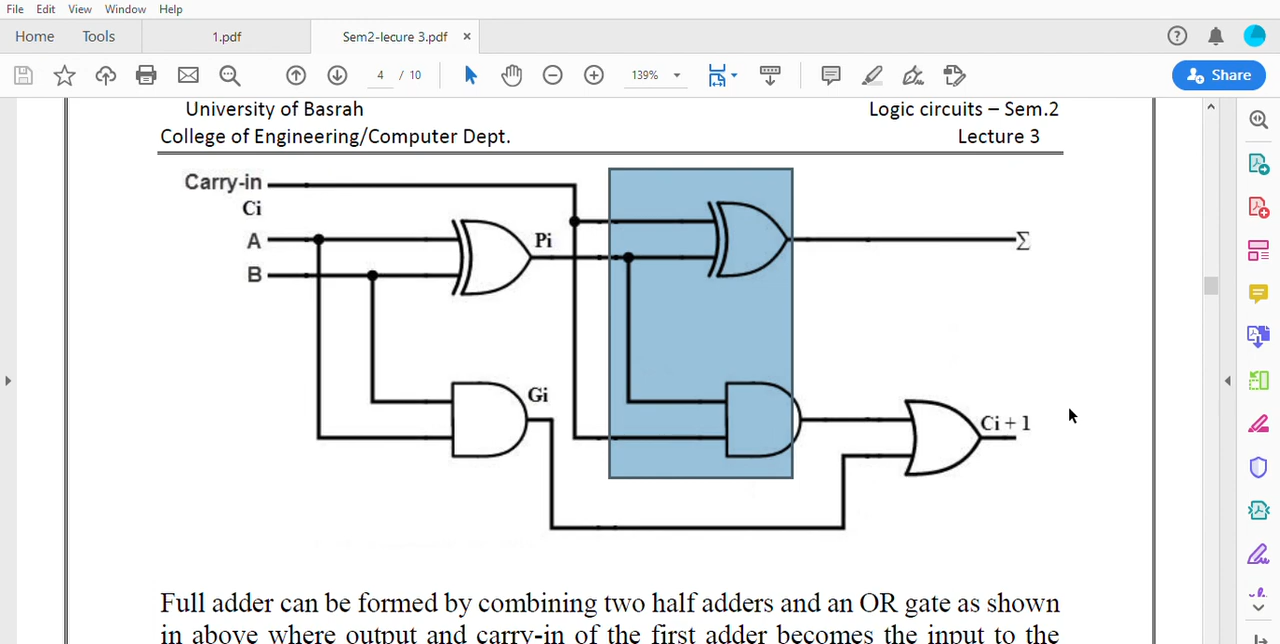 File Edit View Window Help
Home Tools 1.pdf Sem2-lecure 3.pdf ×
4 / 10 139% Share
University of Basrah Logic circuits – Sem.2
College of Engineering/Computer Dept. Lecture 3
Carry-in
Ci
A Pi Σ
B
Gi
Ci + 1
Full adder can be formed by combining two half adders and an OR gate as shown
in above where output and carry-in of the first adder becomes the input to the